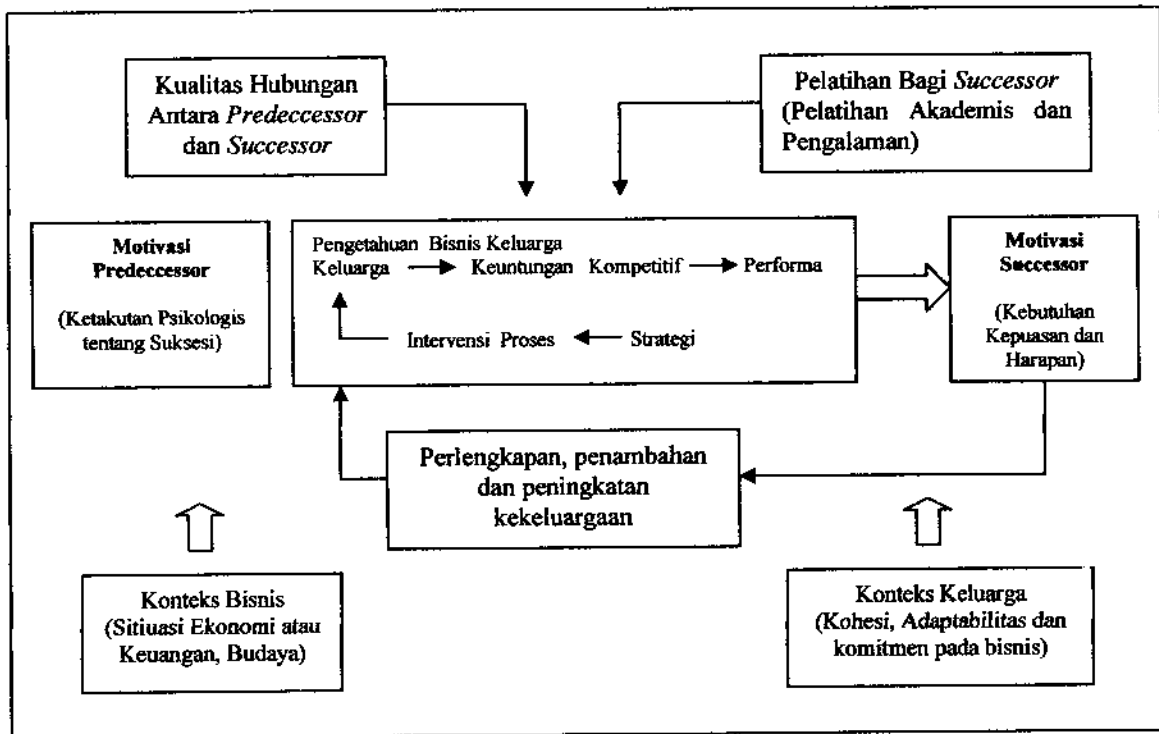 Kualitas Hubungan
Antara Predeccessor
dan Successor
Pelatihan Bagi Successor
(Pelatihan Akademis dan
Pengalaman)
Motivasi
Predeccessor
(Ketakutan Psikologis
tentang Suksesi)
Pengetahuan Bisnis Keluarga
Keluarga Keuntungan Kompetitif Performa
Intervensi Proses Strategi
Motivasi
Successor
(Kebutuhan
Kepuasan dan
Harapan)
Perlengkapan, penambahan
dan peningkatan
kekeluargaan
Konteks Bisnis
(Sitiuasi Ekonomi atau
Keuangan, Budaya)
Konteks Keluarga
(Kohesi, Adaptabilitas dan
komitmen pada bisnis)